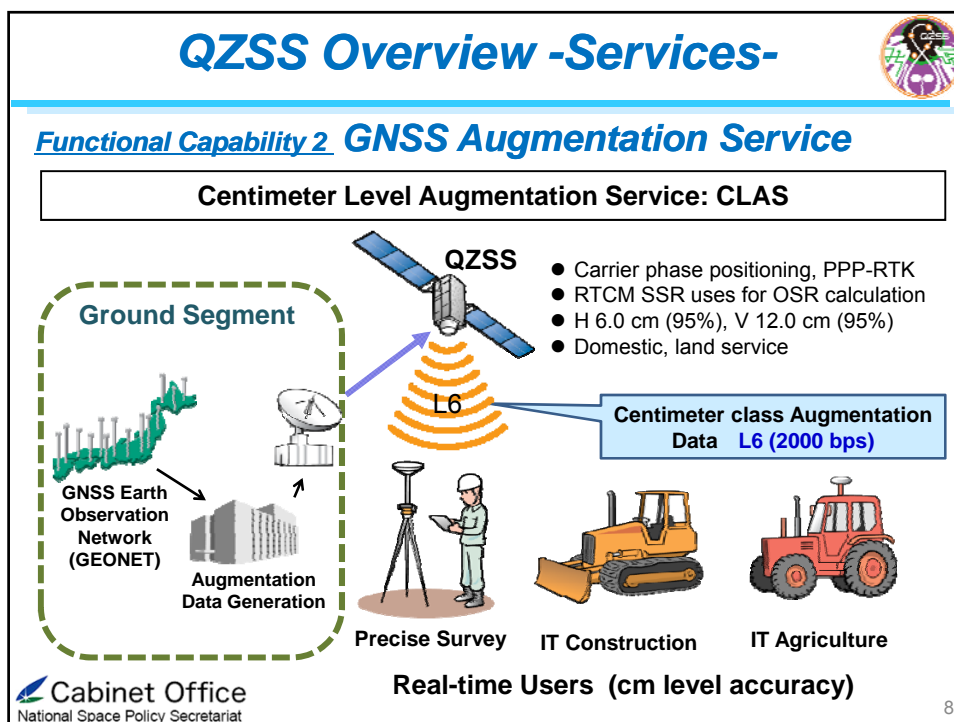 QZSS Overview -Services-
QZSS
Functional Capability 2 GNSS Augmentation Service
Centimeter Level Augmentation Service: CLAS
QZSS
● Carrier phase positioning, PPP-RTK
● RTCM SSR uses for OSR calculation
● H 6.0 cm (95%), V 12.0 cm (95%)
● Domestic, land service
Ground Segment
L6
Centimeter class Augmentation
Data L6 (2000 bps)
GNSS Earth
Observation
Network
(GEONET)
Augmentation
Data Generation
Precise Survey
IT Construction
IT Agriculture
Real-time Users (cm level accuracy)
Cabinet Office
National Space Policy Secretariat
8